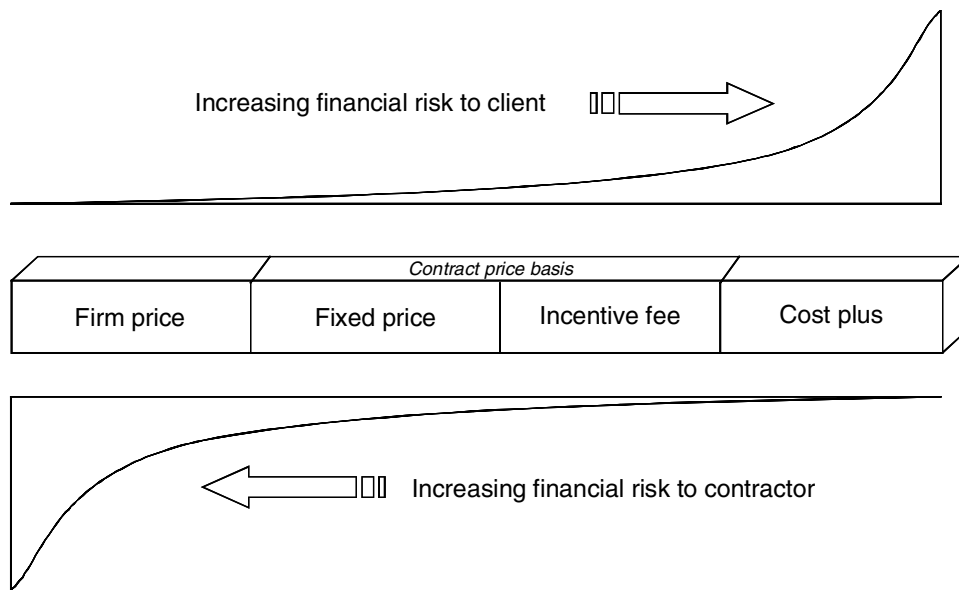 Increasing financial risk to client
Contract price basis
Firm price
Fixed price
Incentive fee
Cost plus
Increasing financial risk to contractor